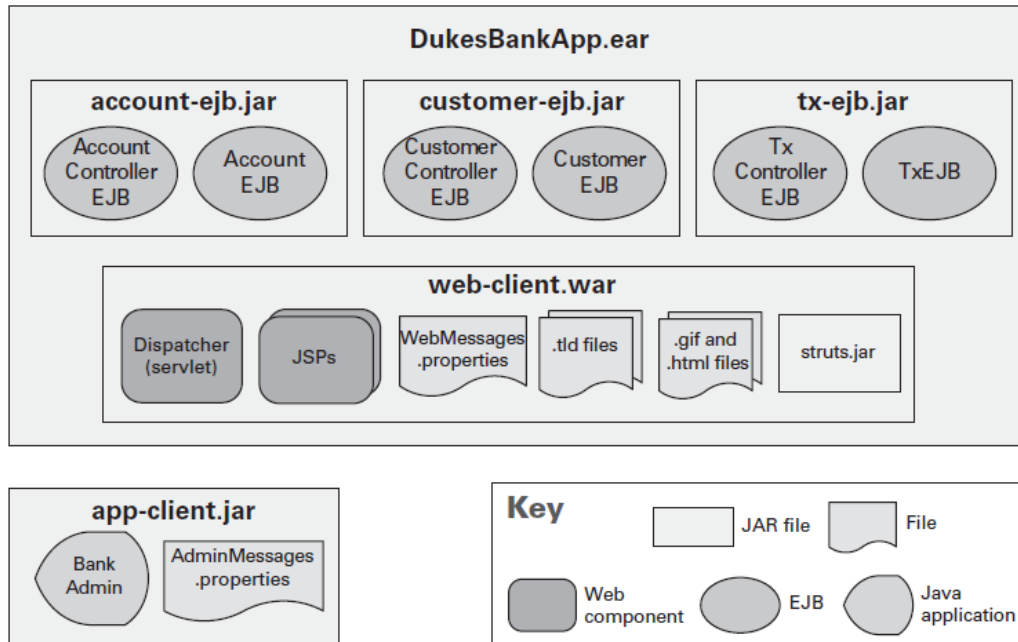 DukesBankApp.ear
account-ejb.jar
Account
Controller
EJB
Account
EJB
customer-ejb.jar
Customer
Controller
EJB
Customer
EJB
tx-ejb.jar
Tx
Controller
EJB
TxEJB
web-client.war
Dispatcher
(servlet)
JSPs
WebMessages
.properties
.tld files
.gif and
.html files
struts.jar
app-client.jar
Bank
Admin
AdminMessages
.properties
Key
JAR file
File
Web
component
EJB
Java
application